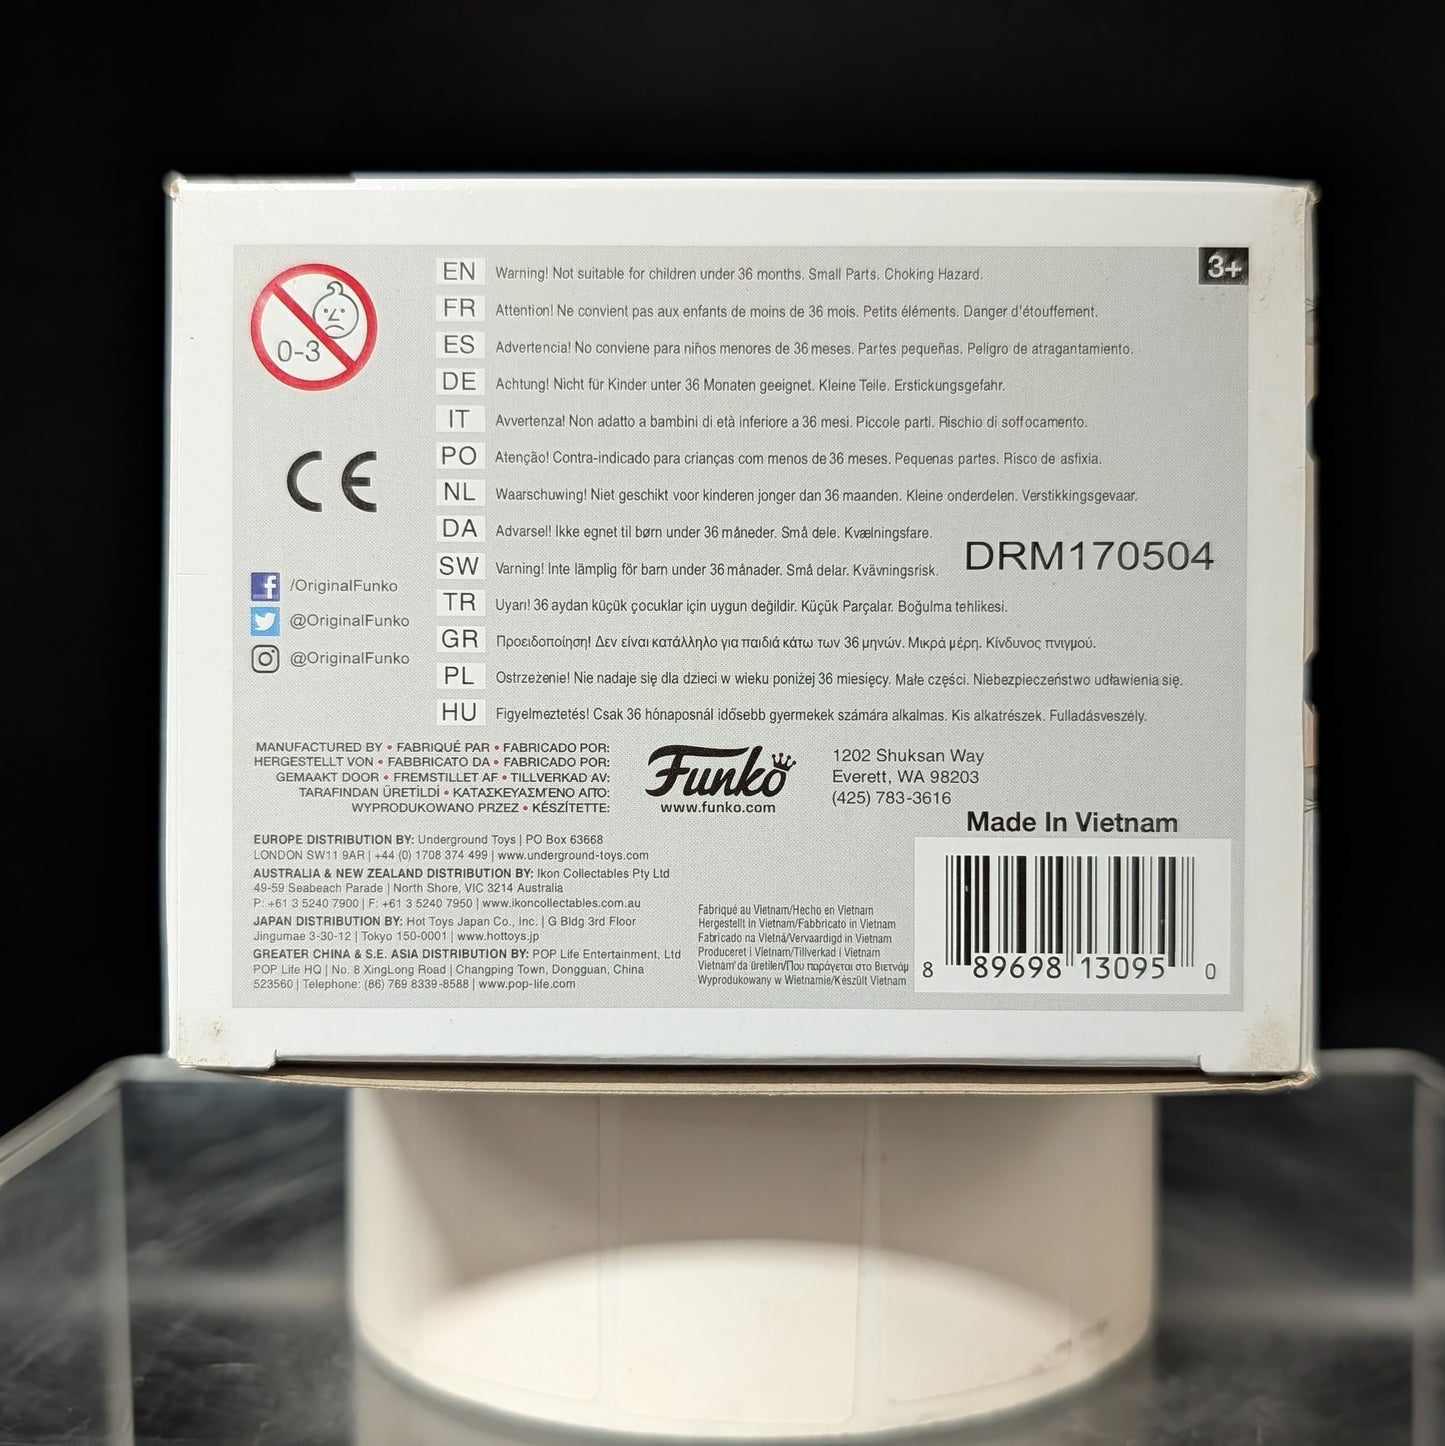 3+
0-3
EN Warning! Not suitable for children under 36 months. Small Parts. Choking Hazard.
FR Attention! Ne convient pas aux enfants de moins de 36 mois. Petits éléments. Danger d'étouffement.
ES Advertencia! No conviene para niños menores de 36 meses. Partes pequeñas. Peligro de atragantamiento.
DE Achtung! Nicht für Kinder unter 36 Monaten geeignet. Kleine Teile. Erstickungsgefahr.
IT Avvertenza! Non adatto a bambini di età inferiore a 36 mesi. Piccole parti. Rischio di soffocamento.
PO Atenção! Contra-indicado para crianças com menos de 36 meses. Pequenas partes. Risco de asfixia.
NL Waarschuwing! Niet geschikt voor kinderen jonger dan 36 maanden. Kleine onderdelen. Verstikkingsgevaar.
DA Advarsel! Ikke egnet til børn under 36 måneder. Små dele. Kvælningsfare.
SW Varning! Inte lämplig för barn under 36 månader. Små delar. Kvävningsrisk.
TR Uyarı! 36 aydan küçük çocuklar için uygun değildir. Küçük Parçalar. Boğulma tehlikesi.
GR Προειδοποίηση! Δεν είναι κατάλληλο για παιδιά κάτω των 36 μηνών. Μικρά μέρη. Κίνδυνος πνιγμού.
PL Ostrzeżenie! Nie nadaje się dla dzieci w wieku poniżej 36 miesięcy. Małe części. Niebezpieczeństwo udławienia się.
HU Figyelmeztetés! Csak 36 hónaposnál idősebb gyermekek számára alkalmas. Kis alkatrészek. Fulladásveszély.
CE
DRM170504
f /OriginalFunko
@OriginalFunko
@OriginalFunko
MANUFACTURED BY • FABRIQUÉ PAR • FABRICADO POR:
HERGESTELLT VON • FABBRICATO DA • FABRICADO POR:
GEMAAKT DOOR • FREMSTILLET AF • TILLVERKAD AV:
TARAFINDAN ÜRETİLDİ • ΚΑΤΑΣΚΕΥΑΣΜΈΝΟ ΑΠΌ:
WYPRODUKOWANO PRZEZ • KÉSZÍTETTE:
Funko
www.funko.com
1202 Shuksan Way
Everett, WA 98203
(425) 783-3616
Made In Vietnam
EUROPE DISTRIBUTION BY: Underground Toys | PO Box 63668
LONDON SW11 9AR | +44 (0) 1708 374 499 | www.underground-toys.com
AUSTRALIA & NEW ZEALAND DISTRIBUTION BY: Ikon Collectables Pty Ltd
49-59 Seabeach Parade | North Shore, VIC 3214 Australia
P: +61 3 5240 7900 | F: +61 3 5240 7950 | www.ikoncollectables.com.au
JAPAN DISTRIBUTION BY: Hot Toys Japan Co., Inc. | G Bldg 3rd Floor
Jingumae 3-30-12 | Tokyo 150-0001 | www.hottoys.jp
GREATER CHINA & S.E. ASIA DISTRIBUTION BY: POP Life Entertainment, Ltd
POP Life HQ | No. 8 XingLong Road | Changping Town, Dongguan, China
523560 | Telephone: (86) 769 8339-8588 | www.pop-life.com
Fabriqué au Vietnam/Hecho en Vietnam
Hergestellt in Vietnam/Fabbricato in Vietnam
Fabricado na Vietnã/Vervaardigd in Vietnam
Produceret i Vietnam/Tillverkad i Vietnam
Vietnam'da üretilen/Που παράγεται στο Βιετνάμ
Wyprodukowany w Wietnamie/Készült Vietnam
8 89698 13095 0